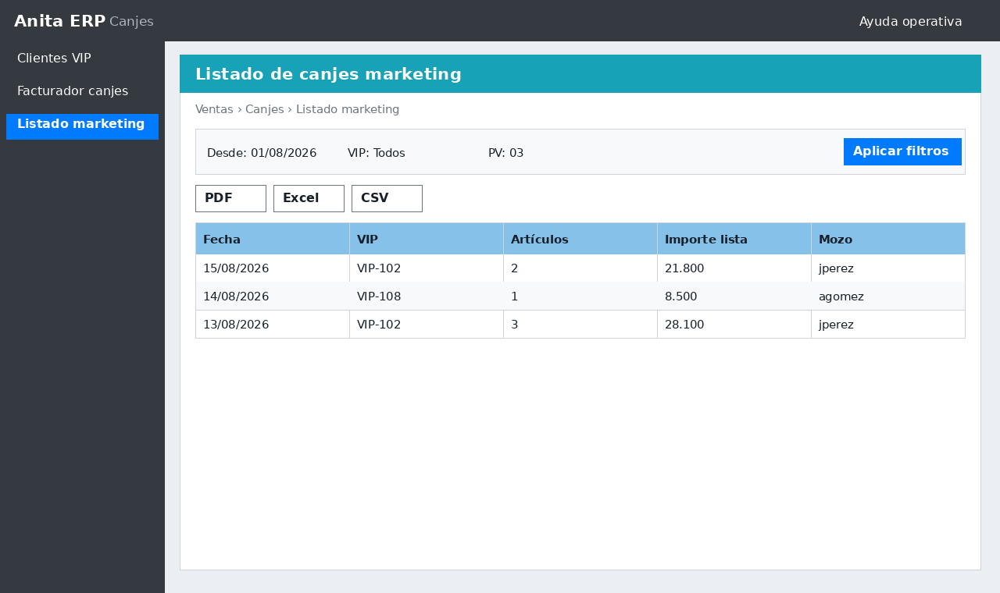 Anita ERP Canjes
Ayuda operativa
Clientes VIP
Facturador canjes
Listado marketing
Listado de canjes marketing
Ventas › Canjes › Listado marketing
Desde: 01/08/2026 VIP: Todos PV: 03 Aplicar filtros
PDF Excel CSV
Fecha VIP Artículos Importe lista Mozo
15/08/2026 VIP-102 2 21.800 jperez
14/08/2026 VIP-108 1 8.500 agomez
13/08/2026 VIP-102 3 28.100 jperez